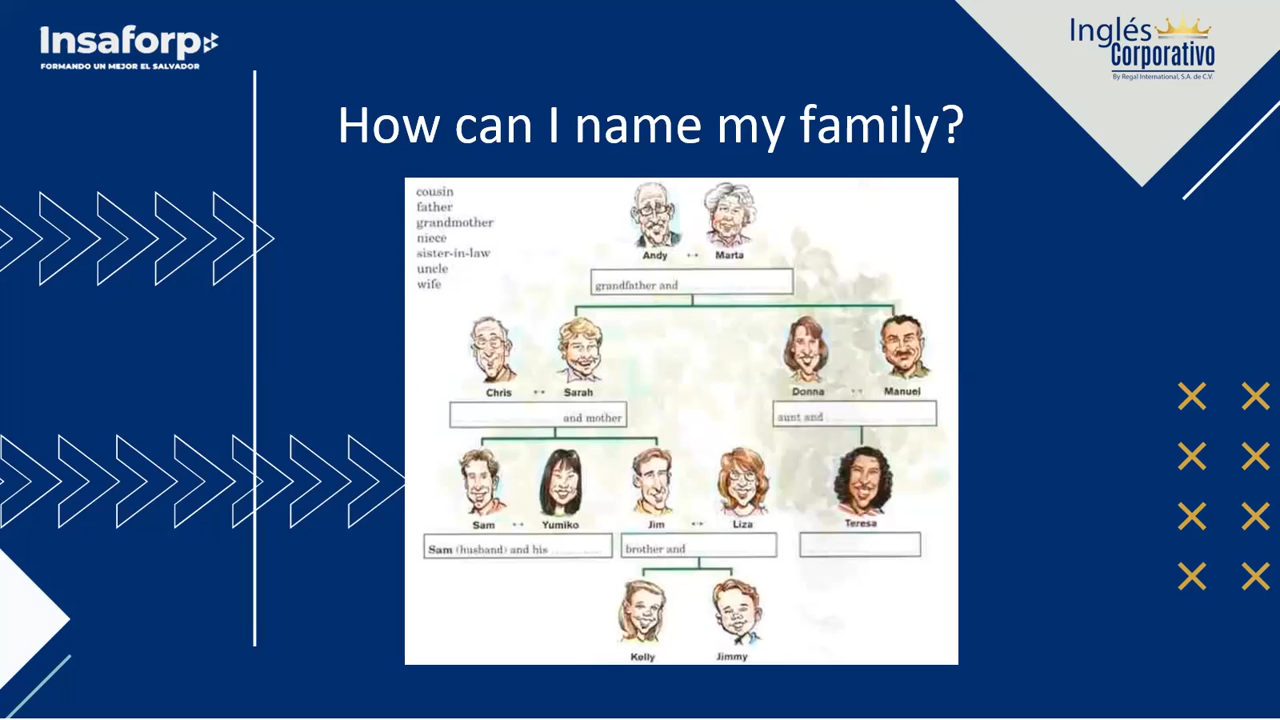 Insaforp
FORMANDO UN MEJOR EL SALVADOR
Inglés
Corporativo
By Regal International, S.A. de C.V.
How can I name my family?
cousin
father
grandmother
niece
sister-in-law
uncle
wife
Andy Marta
grandfather and
Chris Sarah Donna Manuel
and mother aunt and
Sam Yumiko Jim Liza Teresa
Sam (husband) and his brother and
Kelly Jimmy